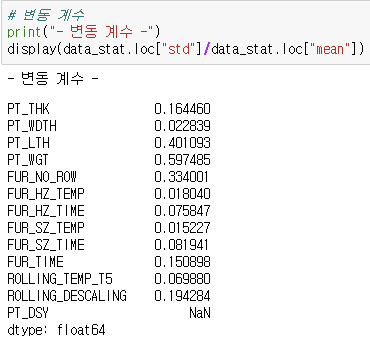 # 변동 계수
print("- 변동 계수 -")
display(data_stat.loc["std"]/data_stat.loc["mean"])
- 변동 계수 -
PT_THK 0.164460
PT_WDTH 0.022839
PT_LTH 0.401093
PT_WGT 0.597485
FUR_NO_ROW 0.334001
FUR_HZ_TEMP 0.018040
FUR_HZ_TIME 0.075847
FUR_SZ_TEMP 0.015227
FUR_SZ_TIME 0.081941
FUR_TIME 0.150898
ROLLING_TEMP_T5 0.069880
ROLLING_DESCALING 0.194284
PT_DSY NaN
dtype: float64